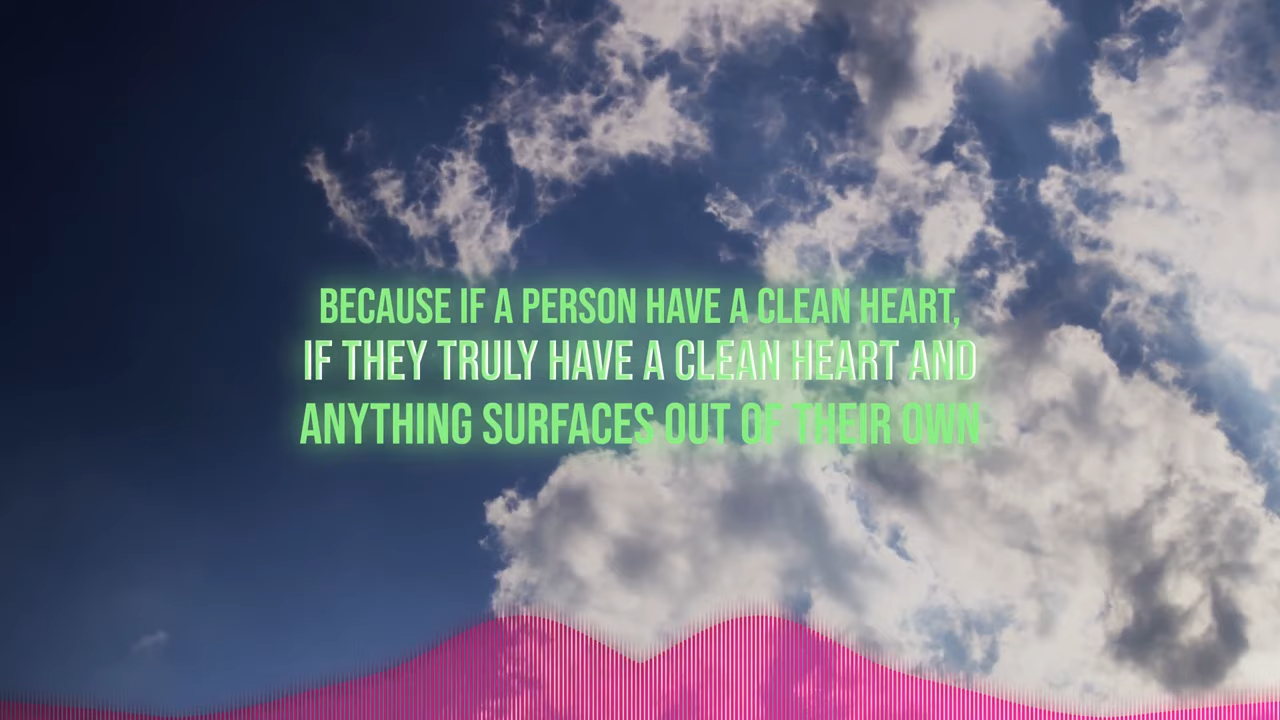 BECAUSE IF A PERSON HAVE A CLEAN HEART,
IF THEY TRULY HAVE A CLEAN HEART AND
ANYTHING SURFACES OUT OF THEIR OWN